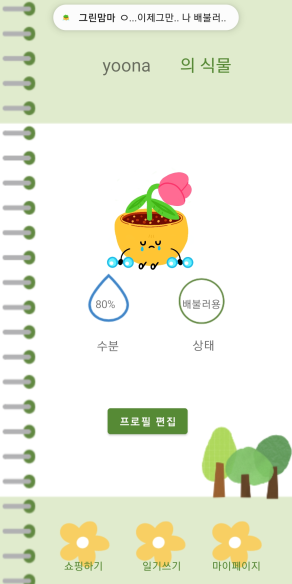 그린맘마 ㅇ...이제그만.. 나 배불러..
yoona 의 식물
80%
배불러용
수분
상태
프로필 편집
쇼핑하기
일기쓰기
마이페이지